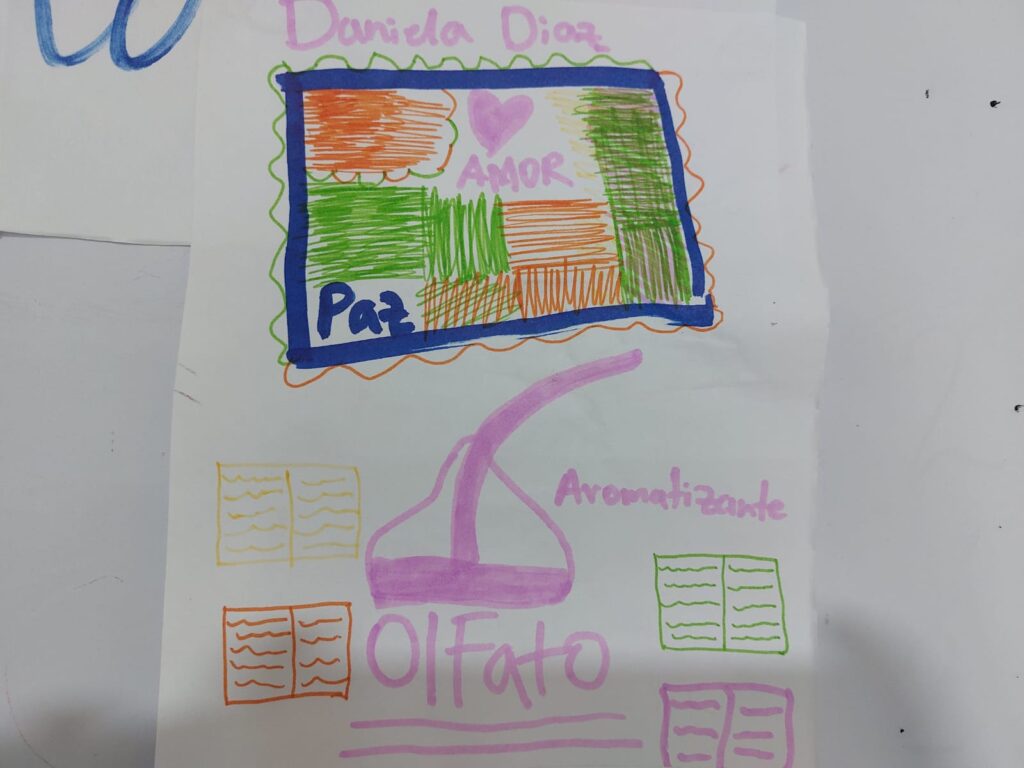 Daniela Diaz
AMOR
Paz
Aromatizante
OlFato